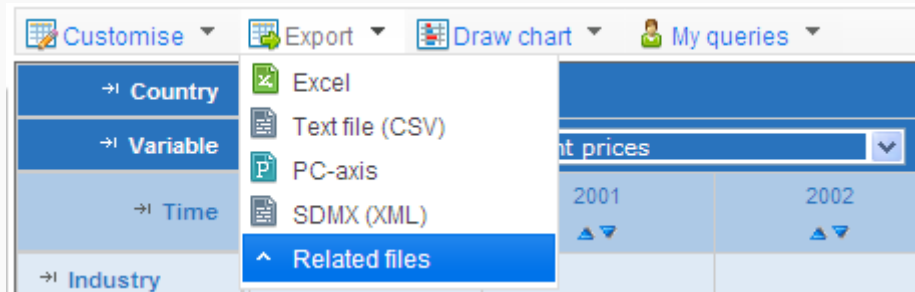 Customise Export Draw chart My queries
Country
Excel
Text file (CSV)
Variable
nt prices
PC-axis
2001 2002
Time
SDMX (XML)
Related files
Industry